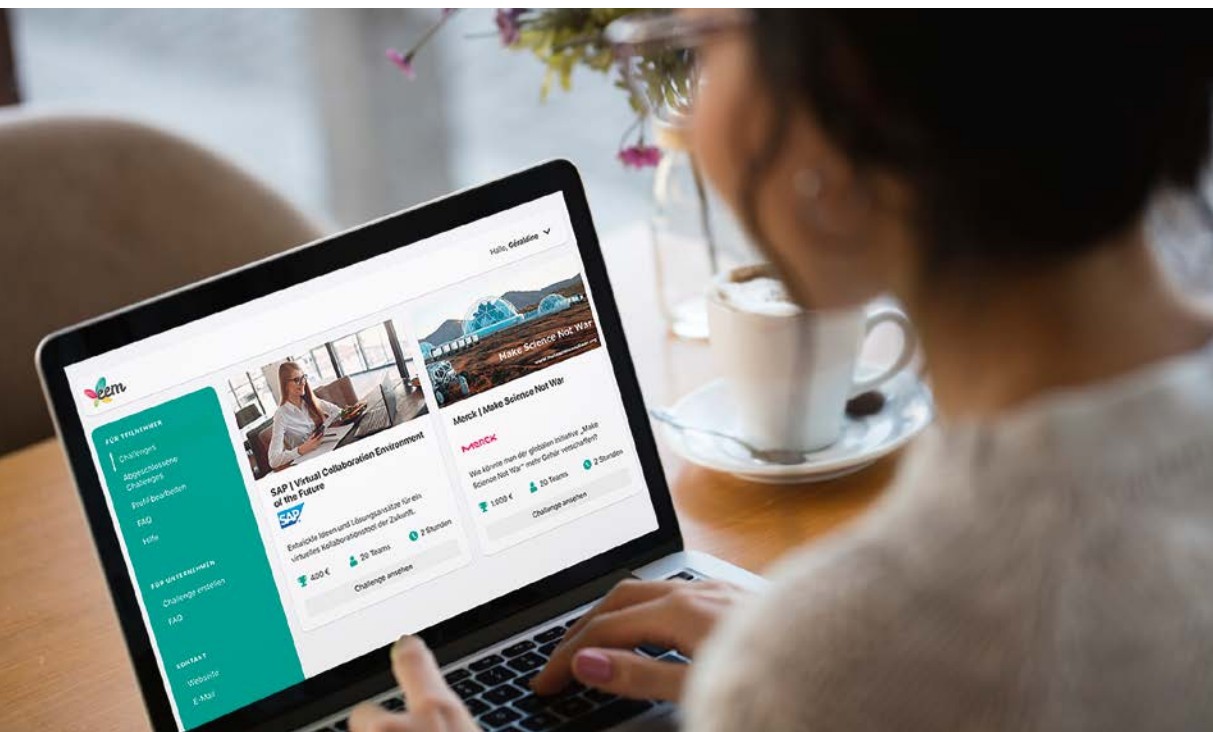 Hallo, Géraldine
eem
FÜR TEILNEHMER
Challenges
Abgeschlossene
Challenges
Profil bearbeiten
FAQ
Hilfe
FÜR UNTERNEHMEN
Challenge erstellen
FAQ
KONTAKT
Webseite
E-Mail
SAP | Virtual Collaboration Environment
of the Future
SAP
Entwickle Ideen und Lösungsansätze für ein
virtuelles Kollaborationstool der Zukunft.
400 € 20 Teams 2 Stunden
Challenge ansehen
Make Science Not War
Merck | Make Science Not War
MERCK
Wie könnte man der globalen Initiative „Make
Science Not War“ mehr Gehör verschaffen?
1.000 € 20 Teams 2 Stunden
Challenge ansehen